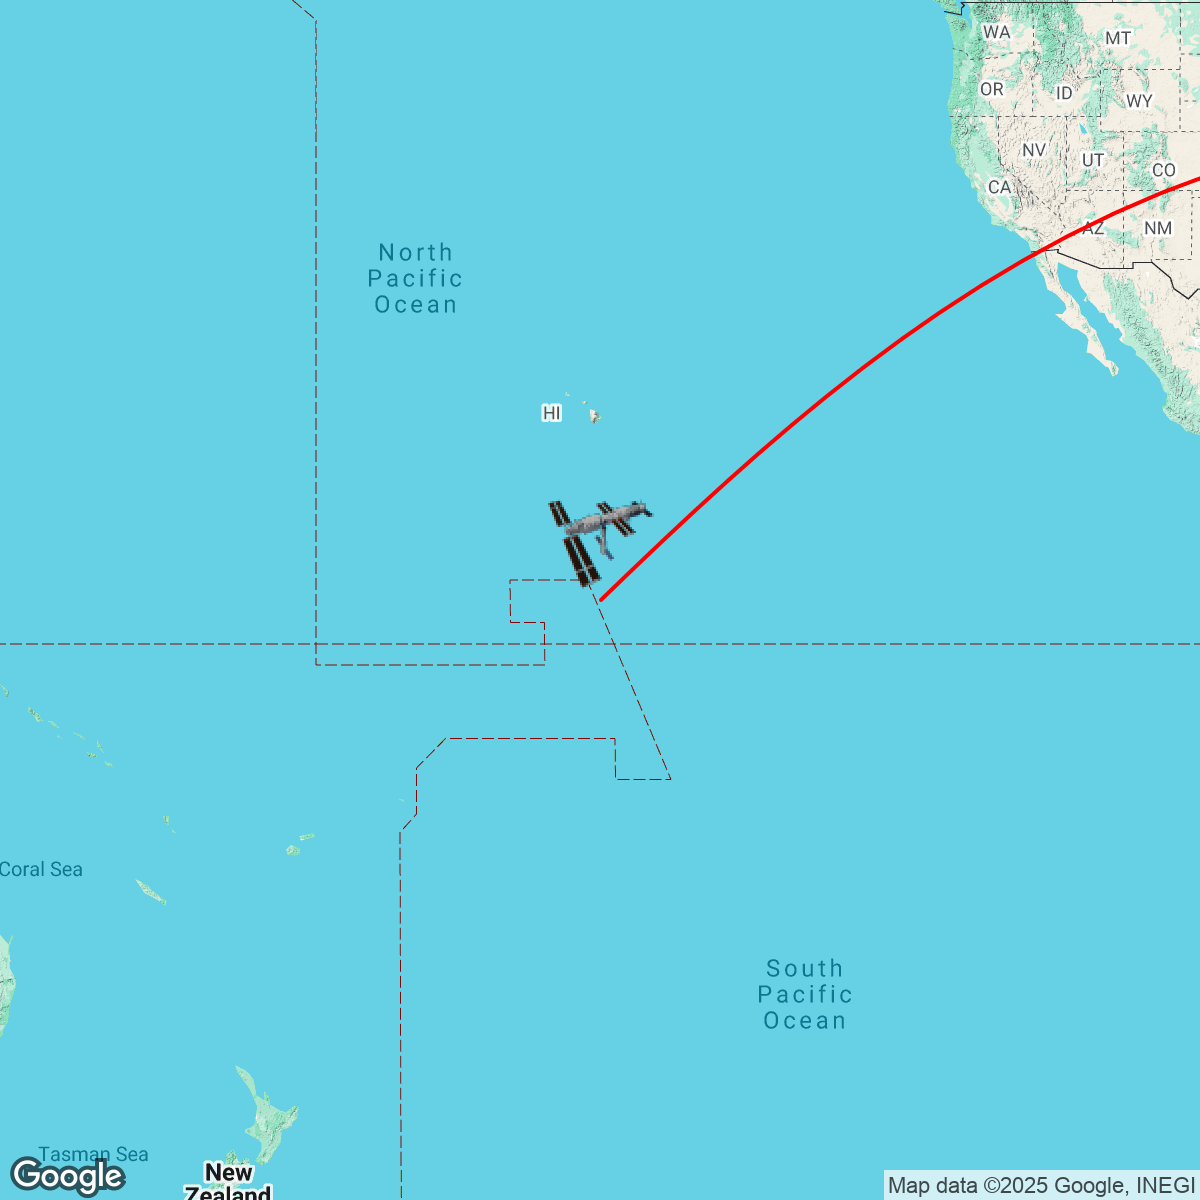 WA
MT
OR
ID
WY
NV
UT
CO
CA
AZ
NM
North
Pacific
Ocean
HI
Coral Sea
South
Pacific
Ocean
Tasman Sea
New
Zealand
Google
Map data ©2025 Google, INEGI